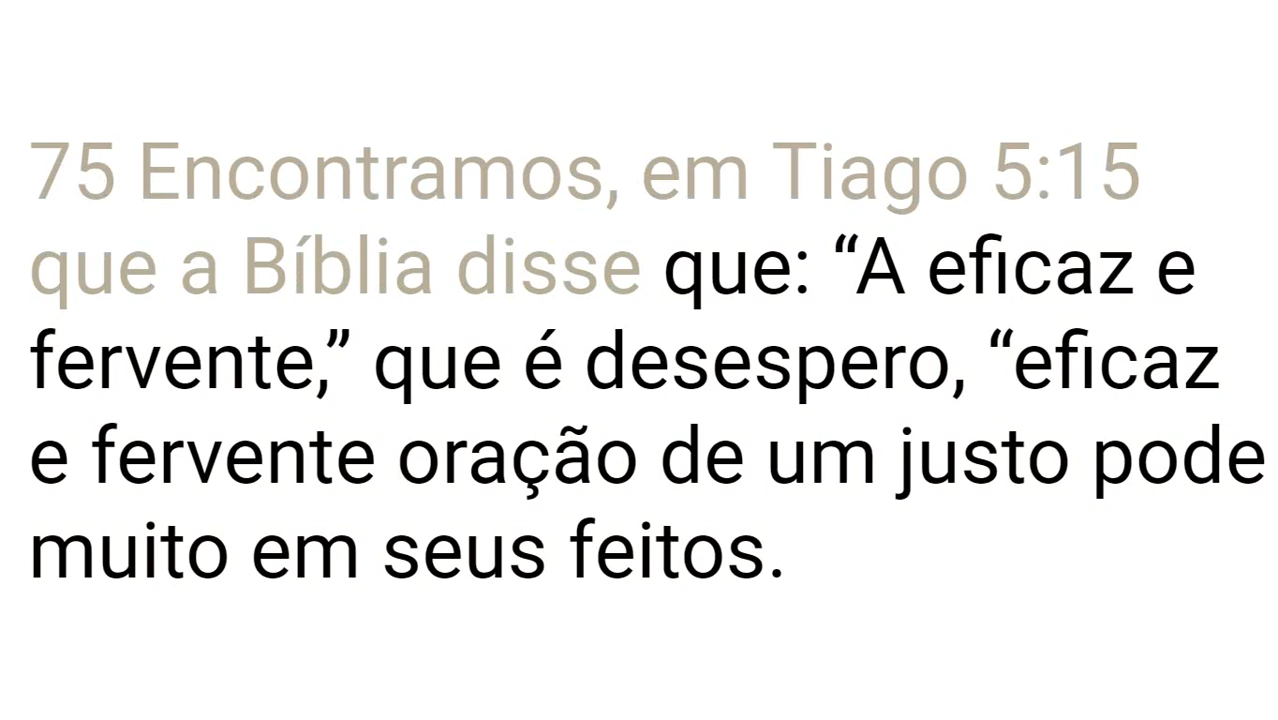 75 Encontramos, em Tiago 5:15
que a Bíblia disse que: “A eficaz e
fervente,” que é desespero, “eficaz
e fervente oração de um justo pode
muito em seus feitos.